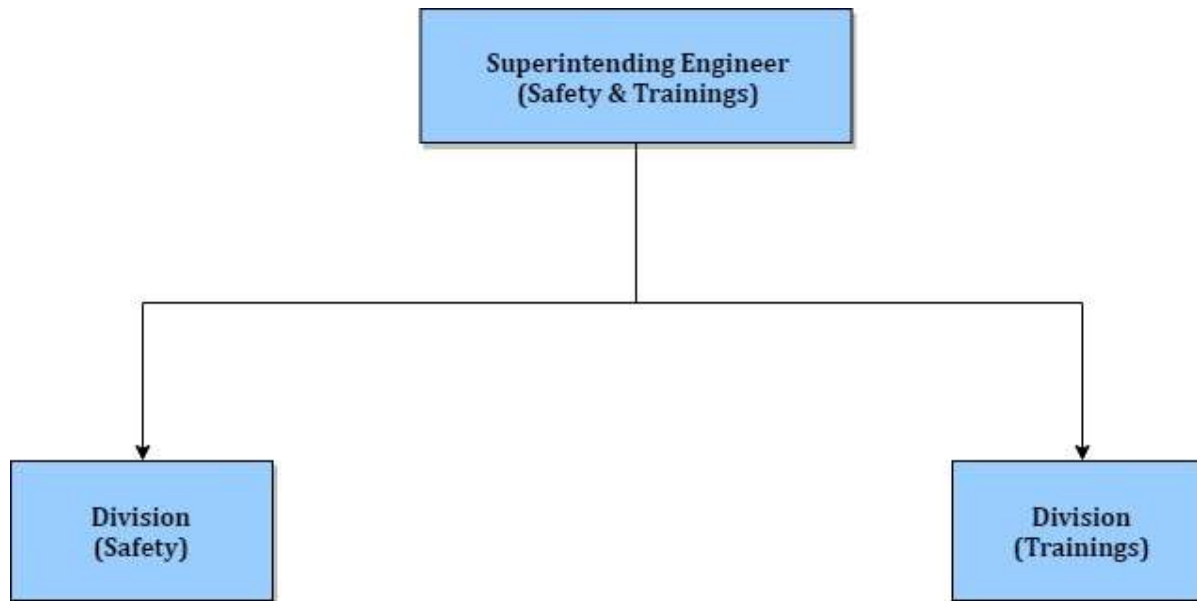 Superintending Engineer
(Safety & Trainings)
Division
(Safety)
Division
(Trainings)